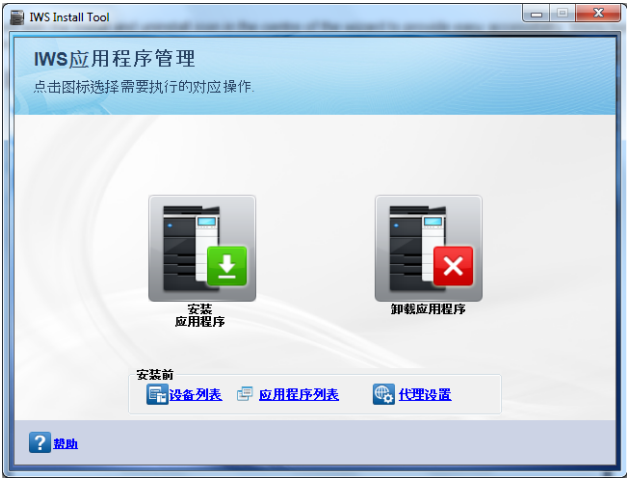 IWS Install Tool
IWS应用程序管理
点击图标选择需要执行的对应操作.
安装
应用程序
卸载应用程序
安装前
设备列表 应用程序列表 代理设置
? 帮助